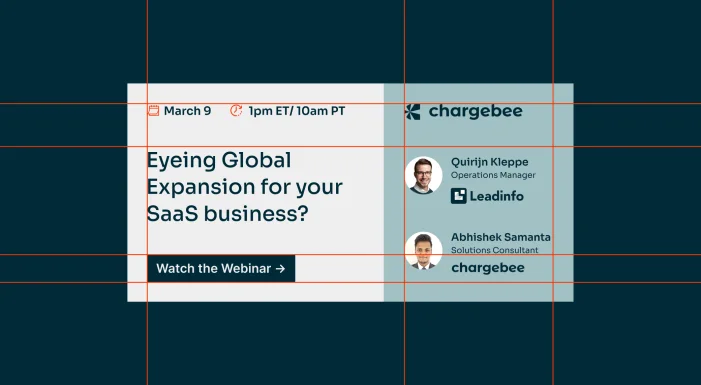 March 9
1pm ET/ 10am PT
Eyeing Global
Expansion for your
SaaS business?
Watch the Webinar →
chargebee
Quirijn Kleppe
Operations Manager
Leadinfo
Abhishek Samanta
Solutions Consultant
chargebee